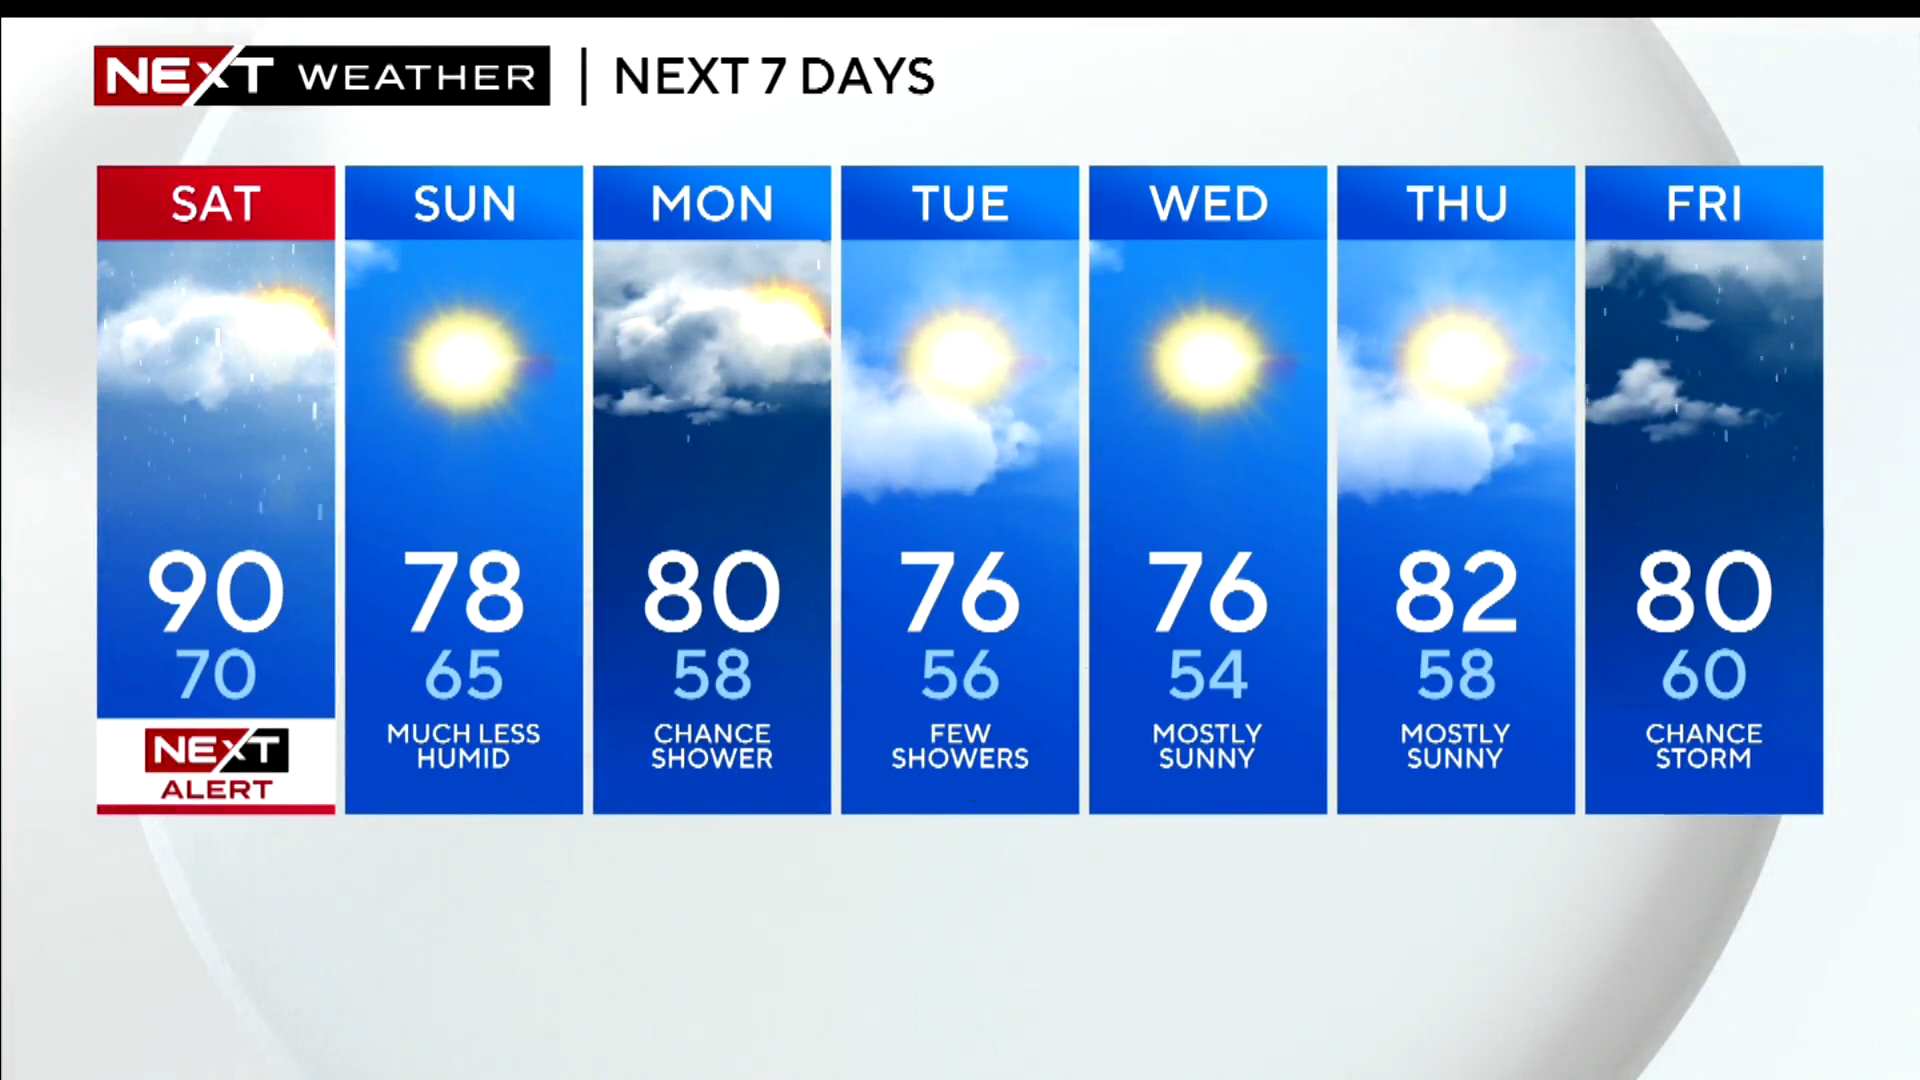 NEXT WEATHER | NEXT 7 DAYS
SAT
90
70
NEXT
ALERT
SUN
78
65
MUCH LESS
HUMID
MON
80
58
CHANCE
SHOWER
TUE
76
56
FEW
SHOWERS
WED
76
54
MOSTLY
SUNNY
THU
82
58
MOSTLY
SUNNY
FRI
80
60
CHANCE
STORM